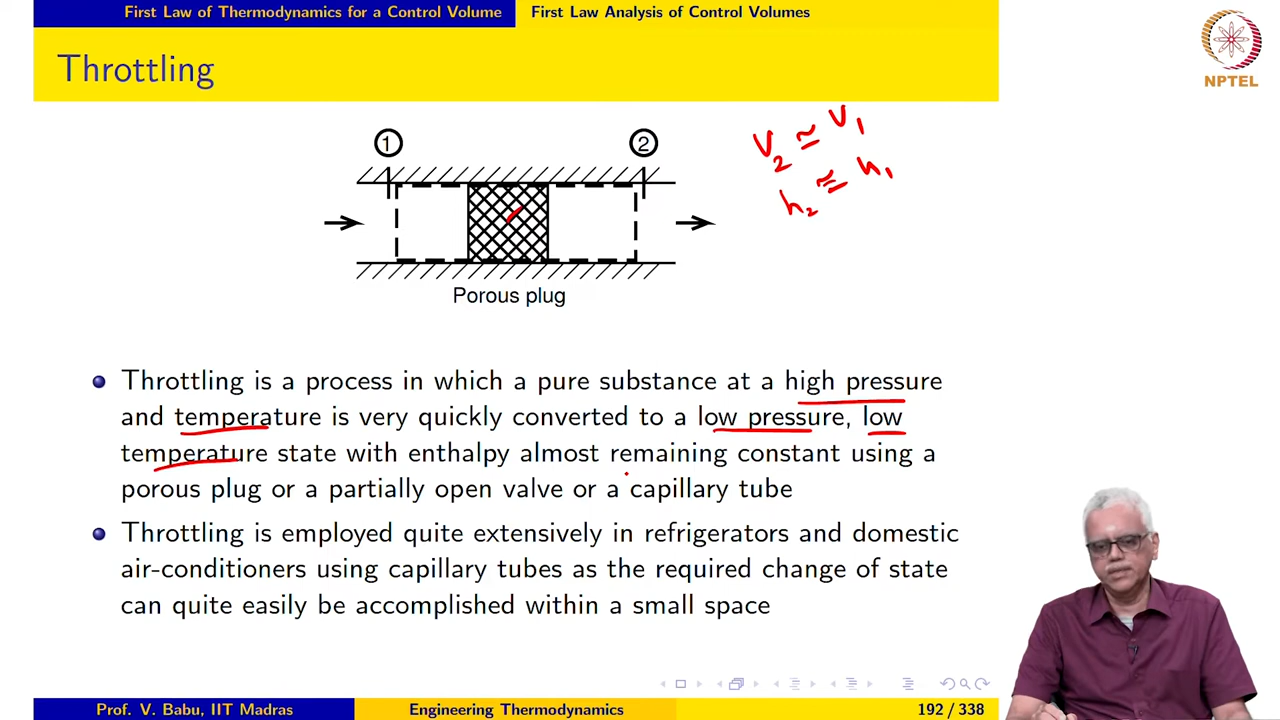 First Law of Thermodynamics for a Control Volume First Law Analysis of Control Volumes
Throttling
NPTEL
1 2
V2 ≅ V1
h2 ≅ h1
Porous plug
Throttling is a process in which a pure substance at a high pressure
and temperature is very quickly converted to a low pressure, low
temperature state with enthalpy almost remaining constant using a
porous plug or a partially open valve or a capillary tube
Throttling is employed quite extensively in refrigerators and domestic
air-conditioners using capillary tubes as the required change of state
can quite easily be accomplished within a small space
Prof. V. Babu, IIT Madras Engineering Thermodynamics 192 / 338